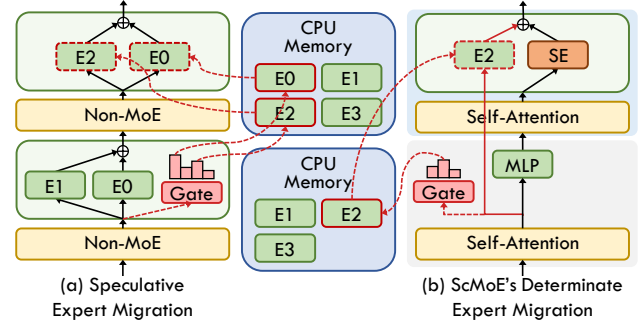 E2
E0
Non-MoE
E1
E0
Gate
Non-MoE
(a) Speculative
Expert Migration
CPU
Memory
E0
E1
E2
E3
CPU
Memory
E1
E2
E3
E2
SE
Self-Attention
MLP
Gate
Self-Attention
(b) ScMoE's Determinate
Expert Migration